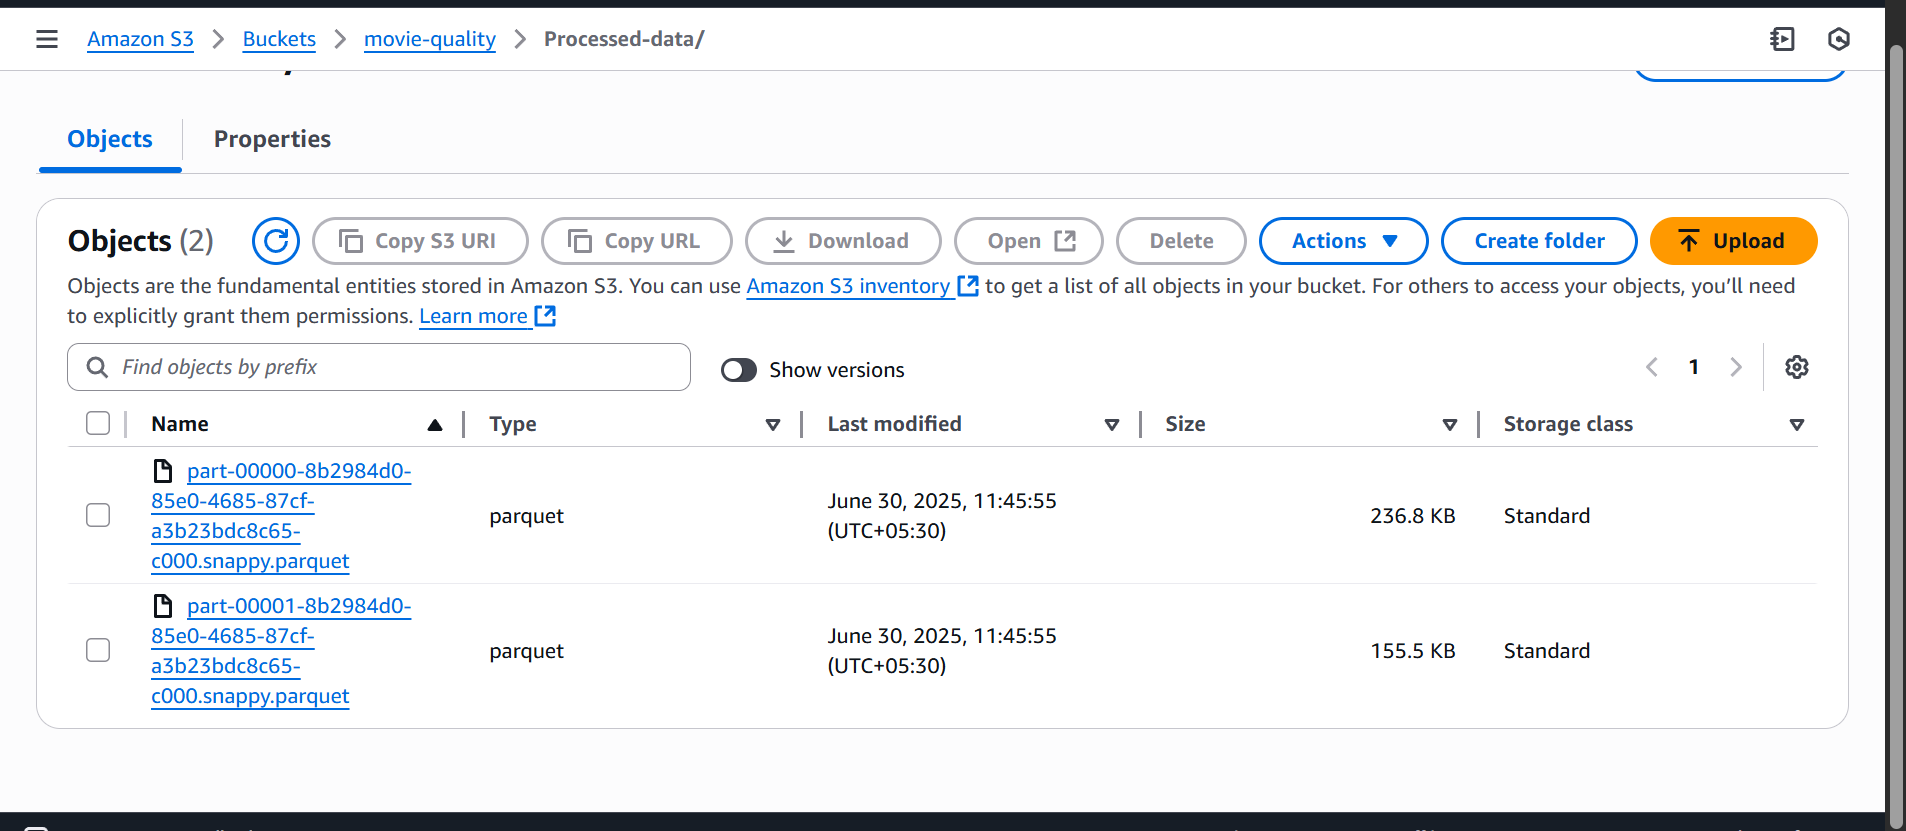 Amazon S3 > Buckets > movie-quality > Processed-data/
Objects Properties
Objects (2) Copy S3 URI Copy URL Download Open Delete Actions Create folder Upload
Objects are the fundamental entities stored in Amazon S3. You can use Amazon S3 inventory to get a list of all objects in your bucket. For others to access your objects, you’ll need
to explicitly grant them permissions. Learn more
Find objects by prefix Show versions 1
Name Type Last modified Size Storage class
part-00000-8b2984d0-
85e0-4685-87cf-
a3b23bdc8c65-
c000.snappy.parquet
parquet
June 30, 2025, 11:45:55
(UTC+05:30)
236.8 KB
Standard
part-00001-8b2984d0-
85e0-4685-87cf-
a3b23bdc8c65-
c000.snappy.parquet
parquet
June 30, 2025, 11:45:55
(UTC+05:30)
155.5 KB
Standard